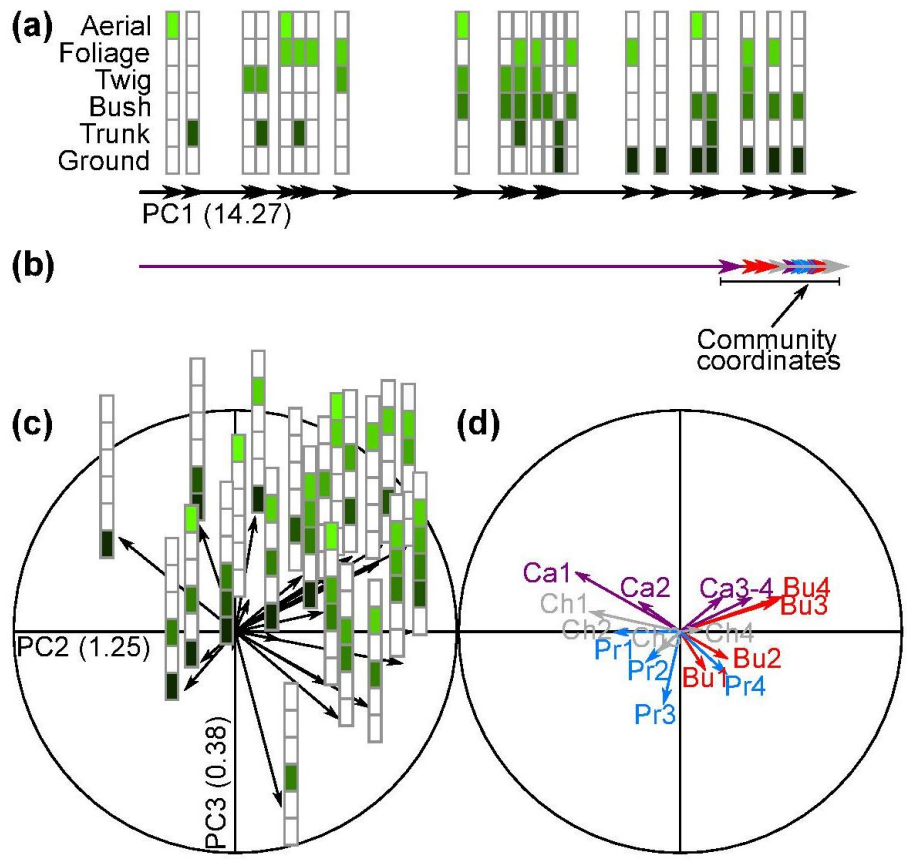 (a)
Aerial
Foliage
Twig
Bush
Trunk
Ground
PC1 (14.27)
(b)
Community
coordinates
(c)
PC2 (1.25)
PC3 (0.38)
(d)
Ca1
Ca2
Ca3-4
Bu4
Bu3
Ch1
Ch2
Ch4
Pr1
Pr2
Bu2
Bu1
Pr4
Pr3